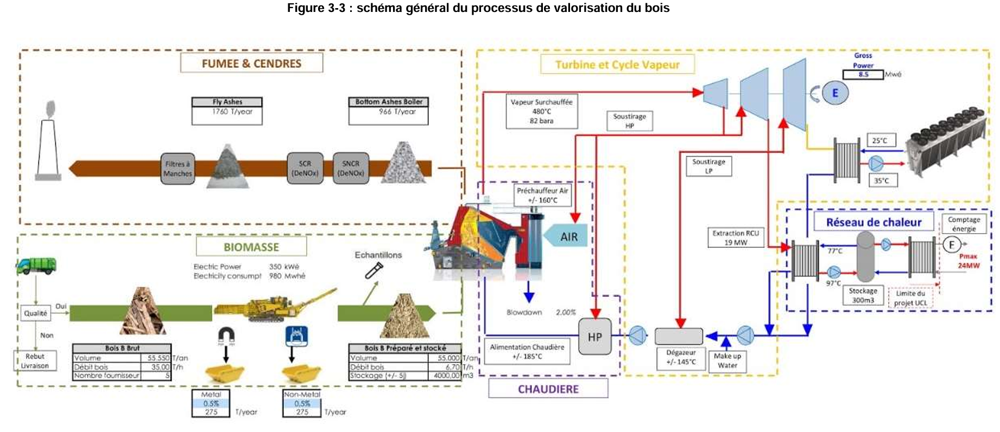 Figure 3-3 : schéma général du processus de valorisation du bois
FUMEE & CENDRES
Fly Ashes
1760 T/year
Bottom Ashes Boiler
966 T/year
Filtres à
Manches
SCR
(DeNOx)
SNCR
(DeNOx)
Turbine et Cycle Vapeur
Gross
Power
8.5 Mwé
E
Vapeur Surchauffée
480°C
82 bara
Soustirage
HP
25°C
35°C
Soustirage
LP
Préchauffeur Air
+/- 160°C
AIR
Extraction RCU
19 MW
Réseau de chaleur
Comptage
énergie
E
Pmax
24MW
77°C
97°C
Stockage
300m3
Limite du
projet UCL
BIOMASSE
Electric Power 350 kWé
Electricity consumpt 980 Mwhé
Echantillons
Qualité
Oui
Non
Rebut
Livraison
Bois B Brut
Volume 55.550 T/an
Débit bois 35,00 T/h
Nombre fournisseur 5
Bois B Préparé et stocké
Volume 55.000 T/an
Débit bois 6,70 T/h
Stockage (+/- 5j) 4000,00 m3
Metal
0.5%
275 T/year
Non-Metal
0,5%
275 T/year
Blowdown 2.00%
HP
Alimentation Chaudière
+/- 185°C
Dégazeur
+/- 145°C
Make up
Water
CHAUDIERE